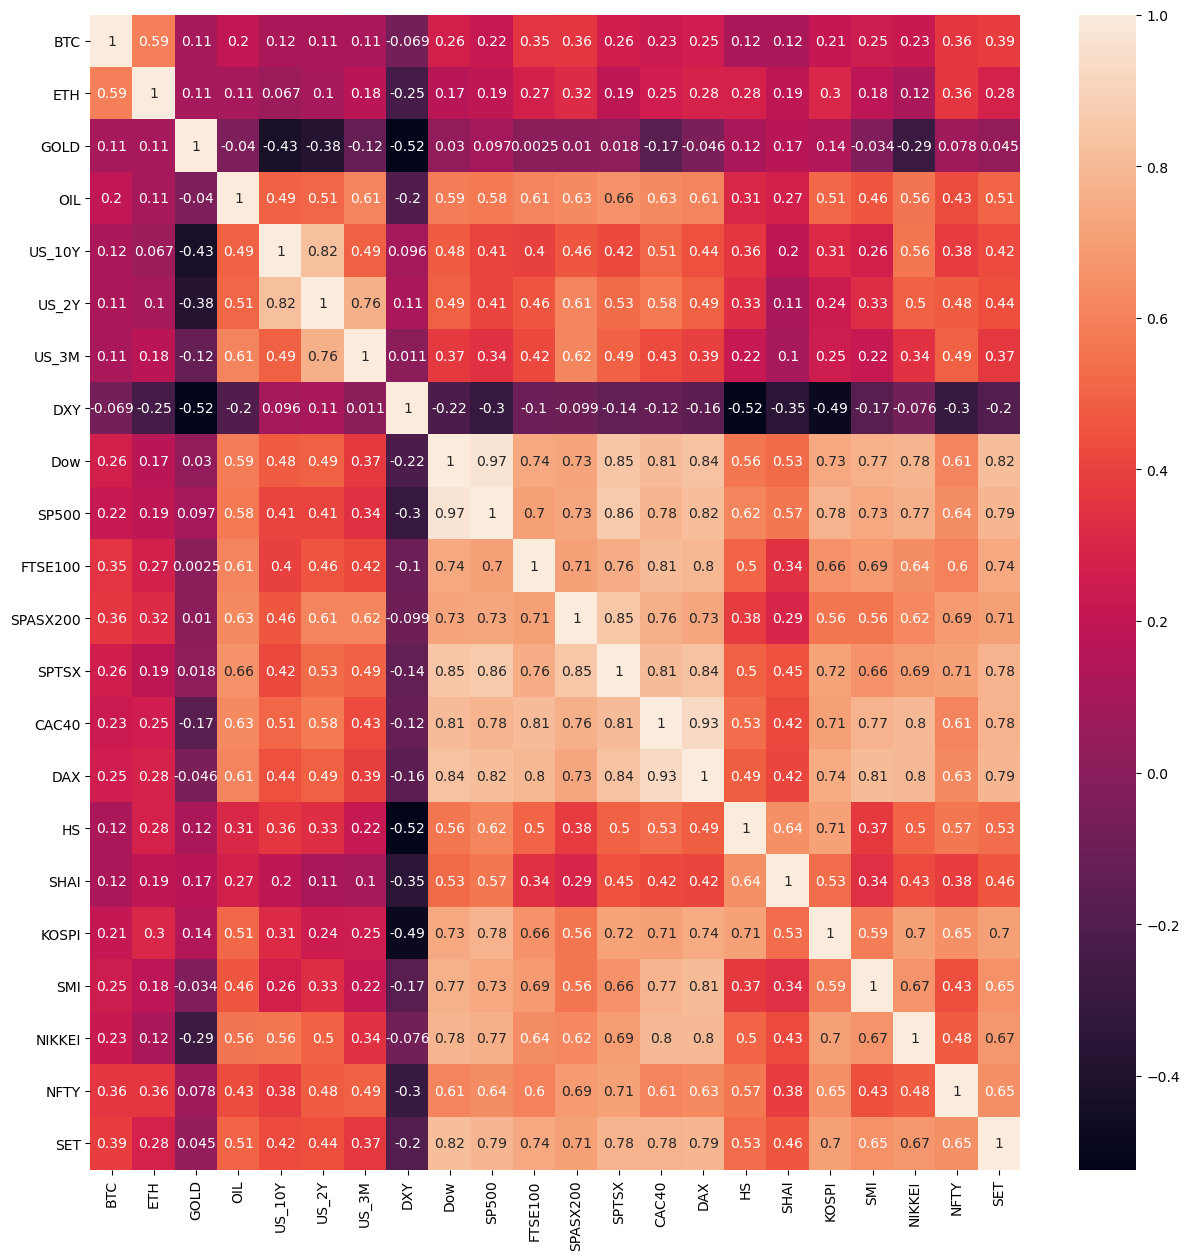 BTC 1 0.59 0.11 0.2 0.12 0.11 0.11 -0.069 0.26 0.22 0.35 0.36 0.26 0.23 0.25 0.12 0.12 0.21 0.25 0.23 0.36 0.39
ETH 0.59 1 0.11 0.11 0.067 0.1 0.18 -0.25 0.17 0.19 0.27 0.32 0.19 0.25 0.28 0.28 0.19 0.3 0.18 0.12 0.36 0.28
GOLD 0.11 0.11 1 -0.04 -0.43 -0.38 -0.12 -0.52 0.03 0.097 0.0025 0.01 0.018 -0.17 -0.046 0.12 0.17 0.14 -0.034 -0.29 0.078 0.045
OIL 0.2 0.11 -0.04 1 0.49 0.51 0.61 -0.2 0.59 0.58 0.61 0.63 0.66 0.63 0.61 0.31 0.27 0.51 0.46 0.56 0.43 0.51
US_10Y 0.12 0.067 -0.43 0.49 1 0.82 0.49 0.096 0.48 0.41 0.4 0.46 0.42 0.51 0.44 0.36 0.2 0.31 0.26 0.56 0.38 0.42
US_2Y 0.11 0.1 -0.38 0.51 0.82 1 0.76 0.11 0.49 0.41 0.46 0.61 0.53 0.58 0.49 0.33 0.11 0.24 0.33 0.5 0.48 0.44
US_3M 0.11 0.18 -0.12 0.61 0.49 0.76 1 0.011 0.37 0.34 0.42 0.62 0.49 0.43 0.39 0.22 0.1 0.25 0.22 0.34 0.49 0.37
DXY -0.069 -0.25 -0.52 -0.2 0.096 0.11 0.011 1 -0.22 -0.3 -0.1 -0.099 -0.14 -0.12 -0.16 -0.52 -0.35 -0.49 -0.17 -0.076 -0.3 -0.2
Dow 0.26 0.17 0.03 0.59 0.48 0.49 0.37 -0.22 1 0.97 0.74 0.73 0.85 0.81 0.84 0.56 0.53 0.73 0.77 0.78 0.61 0.82
SP500 0.22 0.19 0.097 0.58 0.41 0.41 0.34 -0.3 0.97 1 0.7 0.73 0.86 0.78 0.82 0.62 0.57 0.78 0.73 0.77 0.64 0.79
FTSE100 0.35 0.27 0.0025 0.61 0.4 0.46 0.42 -0.1 0.74 0.7 1 0.71 0.76 0.81 0.8 0.5 0.34 0.66 0.69 0.64 0.6 0.74
SPASX200 0.36 0.32 0.01 0.63 0.46 0.61 0.62 -0.099 0.73 0.73 0.71 1 0.85 0.76 0.73 0.38 0.29 0.56 0.56 0.62 0.69 0.71
SPTSX 0.26 0.19 0.018 0.66 0.42 0.53 0.49 -0.14 0.85 0.86 0.76 0.85 1 0.81 0.84 0.5 0.45 0.72 0.66 0.69 0.71 0.78
CAC40 0.23 0.25 -0.17 0.63 0.51 0.58 0.43 -0.12 0.81 0.78 0.81 0.76 0.81 1 0.93 0.53 0.42 0.71 0.77 0.8 0.61 0.78
DAX 0.25 0.28 -0.046 0.61 0.44 0.49 0.39 -0.16 0.84 0.82 0.8 0.73 0.84 0.93 1 0.49 0.42 0.74 0.81 0.8 0.63 0.79
HS 0.12 0.28 0.12 0.31 0.36 0.33 0.22 -0.52 0.56 0.62 0.5 0.38 0.5 0.53 0.49 1 0.64 0.71 0.37 0.5 0.57 0.53
SHAI 0.12 0.19 0.17 0.27 0.2 0.11 0.1 -0.35 0.53 0.57 0.34 0.29 0.45 0.42 0.42 0.64 1 0.53 0.34 0.43 0.38 0.46
KOSPI 0.21 0.3 0.14 0.51 0.31 0.24 0.25 -0.49 0.73 0.78 0.66 0.56 0.72 0.71 0.74 0.71 0.53 1 0.59 0.7 0.65 0.7
SMI 0.25 0.18 -0.034 0.46 0.26 0.33 0.22 -0.17 0.77 0.73 0.69 0.56 0.66 0.77 0.81 0.37 0.34 0.59 1 0.67 0.43 0.65
NIKKEI 0.23 0.12 -0.29 0.56 0.56 0.5 0.34 -0.076 0.78 0.77 0.64 0.62 0.69 0.8 0.8 0.5 0.43 0.7 0.67 1 0.48 0.67
NFTY 0.36 0.36 0.078 0.43 0.38 0.48 0.49 -0.3 0.61 0.64 0.6 0.69 0.71 0.61 0.63 0.57 0.38 0.65 0.43 0.48 1 0.65
SET 0.39 0.28 0.045 0.51 0.42 0.44 0.37 -0.2 0.82 0.79 0.74 0.71 0.78 0.78 0.79 0.53 0.46 0.7 0.65 0.67 0.65 1
BTC ETH GOLD OIL US_10Y US_2Y US_3M DXY Dow SP500 FTSE100 SPASX200 SPTSX CAC40 DAX HS SHAI KOSPI SMI NIKKEI NFTY SET
1.0
0.8
0.6
0.4
0.2
0.0
−0.2
−0.4